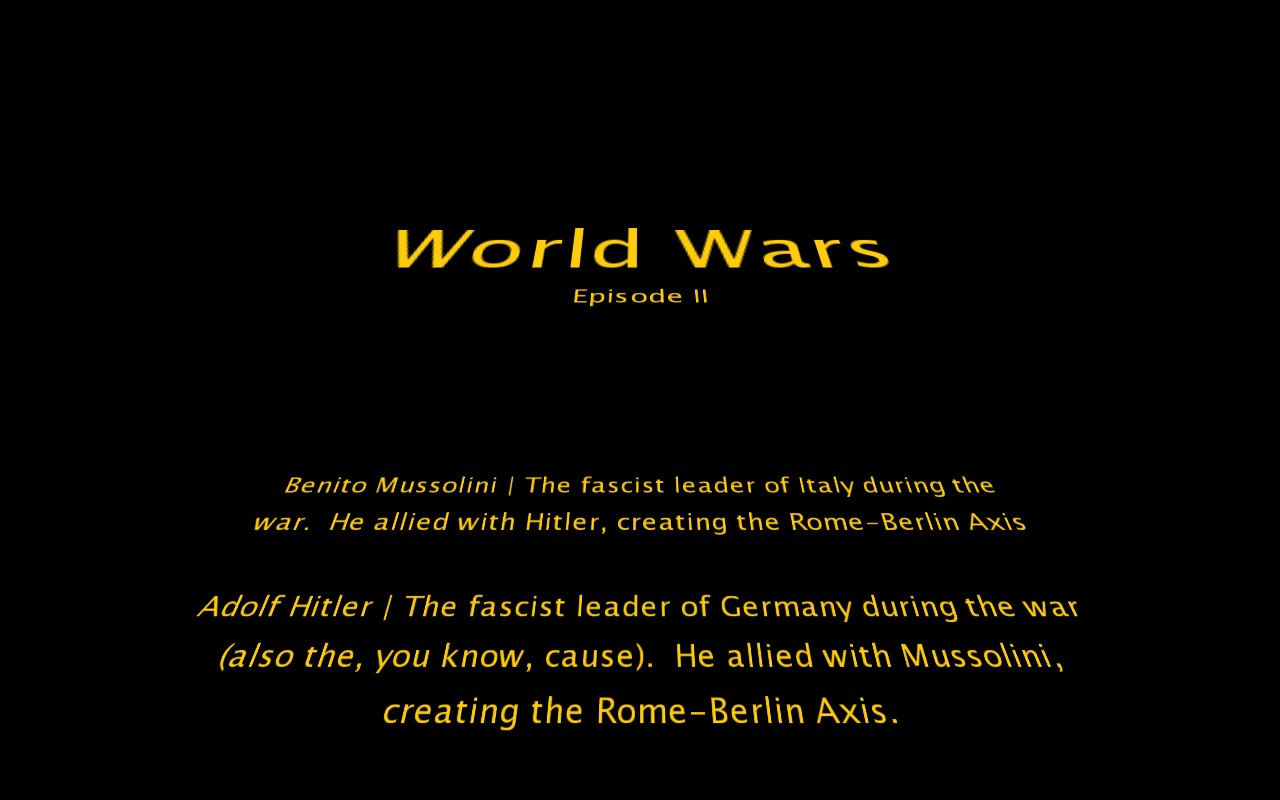 World Wars
Episode II
Benito Mussolini | The fascist leader of Italy during the
war.  He allied with Hitler, creating the Rome-Berlin Axis
Adolf Hitler | The fascist leader of Germany during the war
(also the, you know, cause).  He allied with Mussolini,
creating the Rome-Berlin Axis.